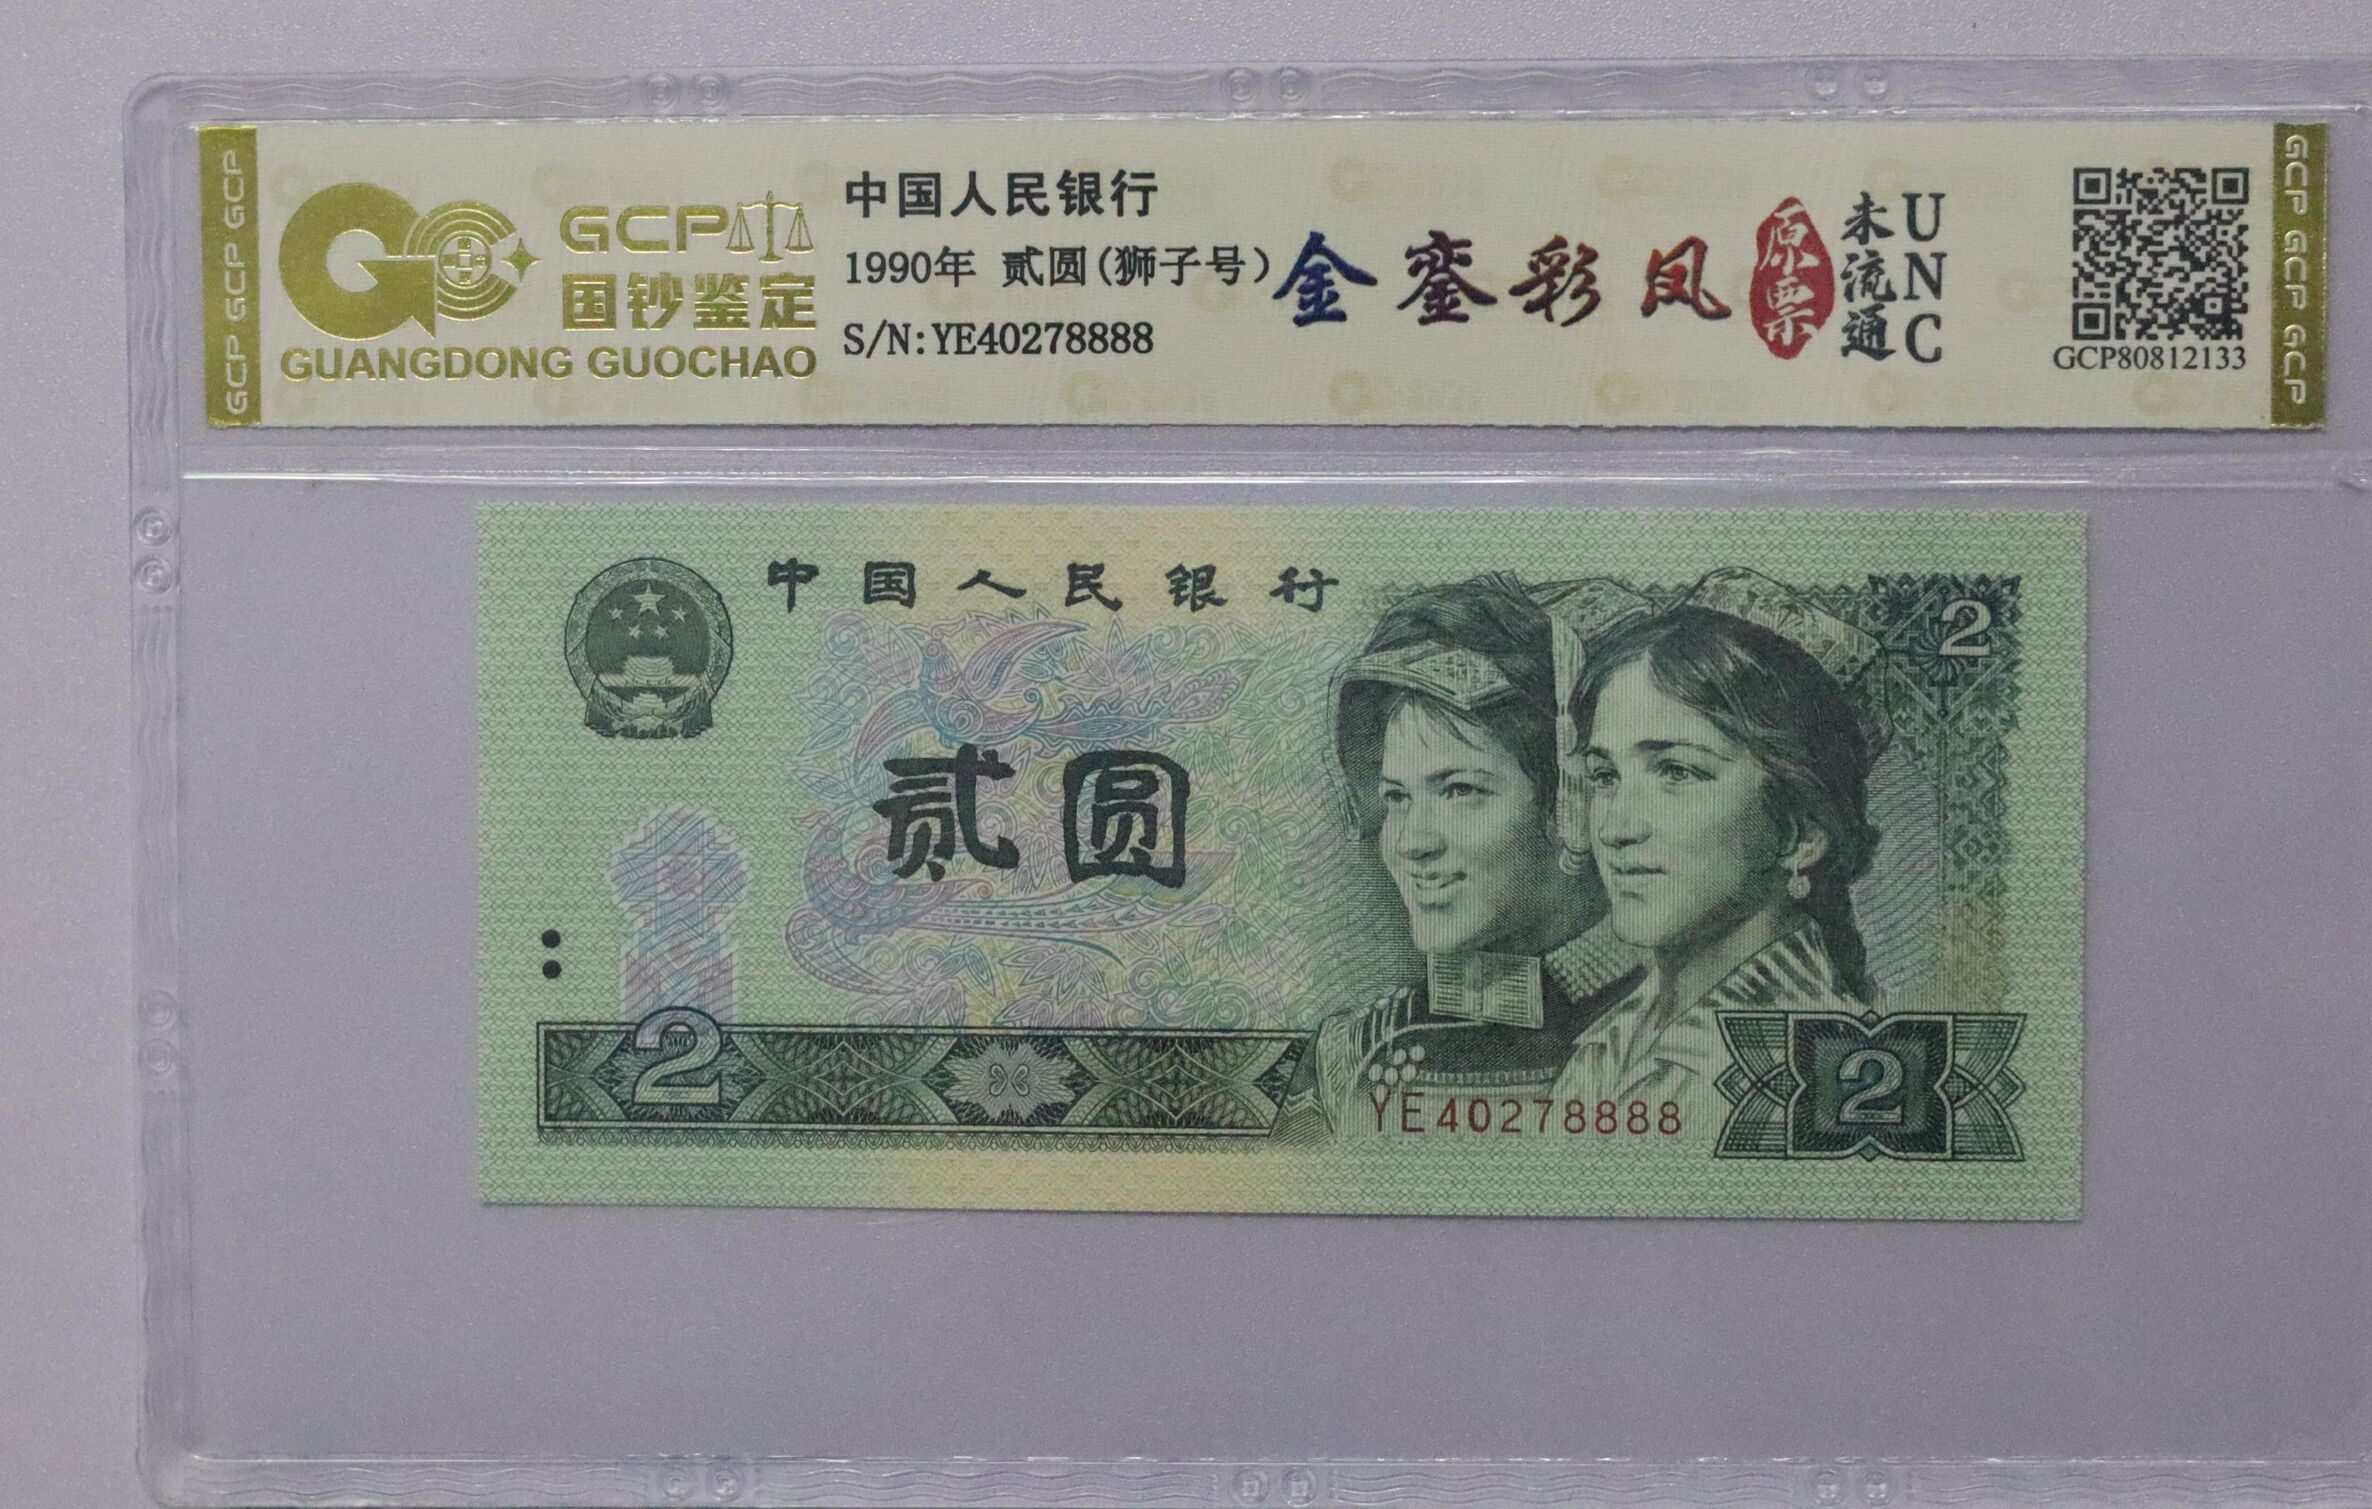 GCP GCP GCP
GCP
国钞鉴定
GUANGDONG GUOCHAO
中国人民银行
1990年 贰圆(狮子号)
S/N:YE40278888
金銮彩凤
原票
未流通
UNC
GCP80812133
GCP GCP GCP
中国人民银行
2
贰圆
2
YE40278888
2